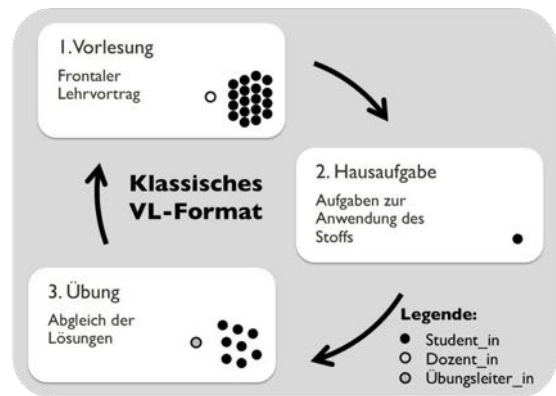 1. Vorlesung
Frontaler
Lehrvortrag
Klassisches
VL-Format
2. Hausaufgabe
Aufgaben zur
Anwendung des
Stoffs
3. Übung
Abgleich der
Lösungen
Legende:
Student_in
Dozent_in
Übungsleiter_in